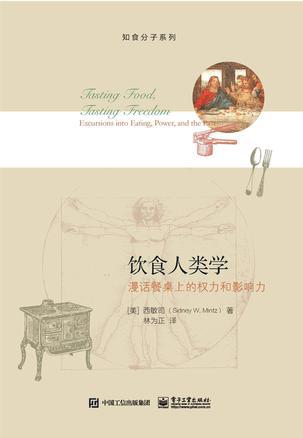 知食分子系列
Tasting Food,
Tasting Freedom
Excursions into Eating, Power, and the Past
饮食人类学
漫话餐桌上的权力和影响力
[美] 西敏司（Sidney W. Mintz） 著
林为正 译
中国工信出版集团
电子工业出版社